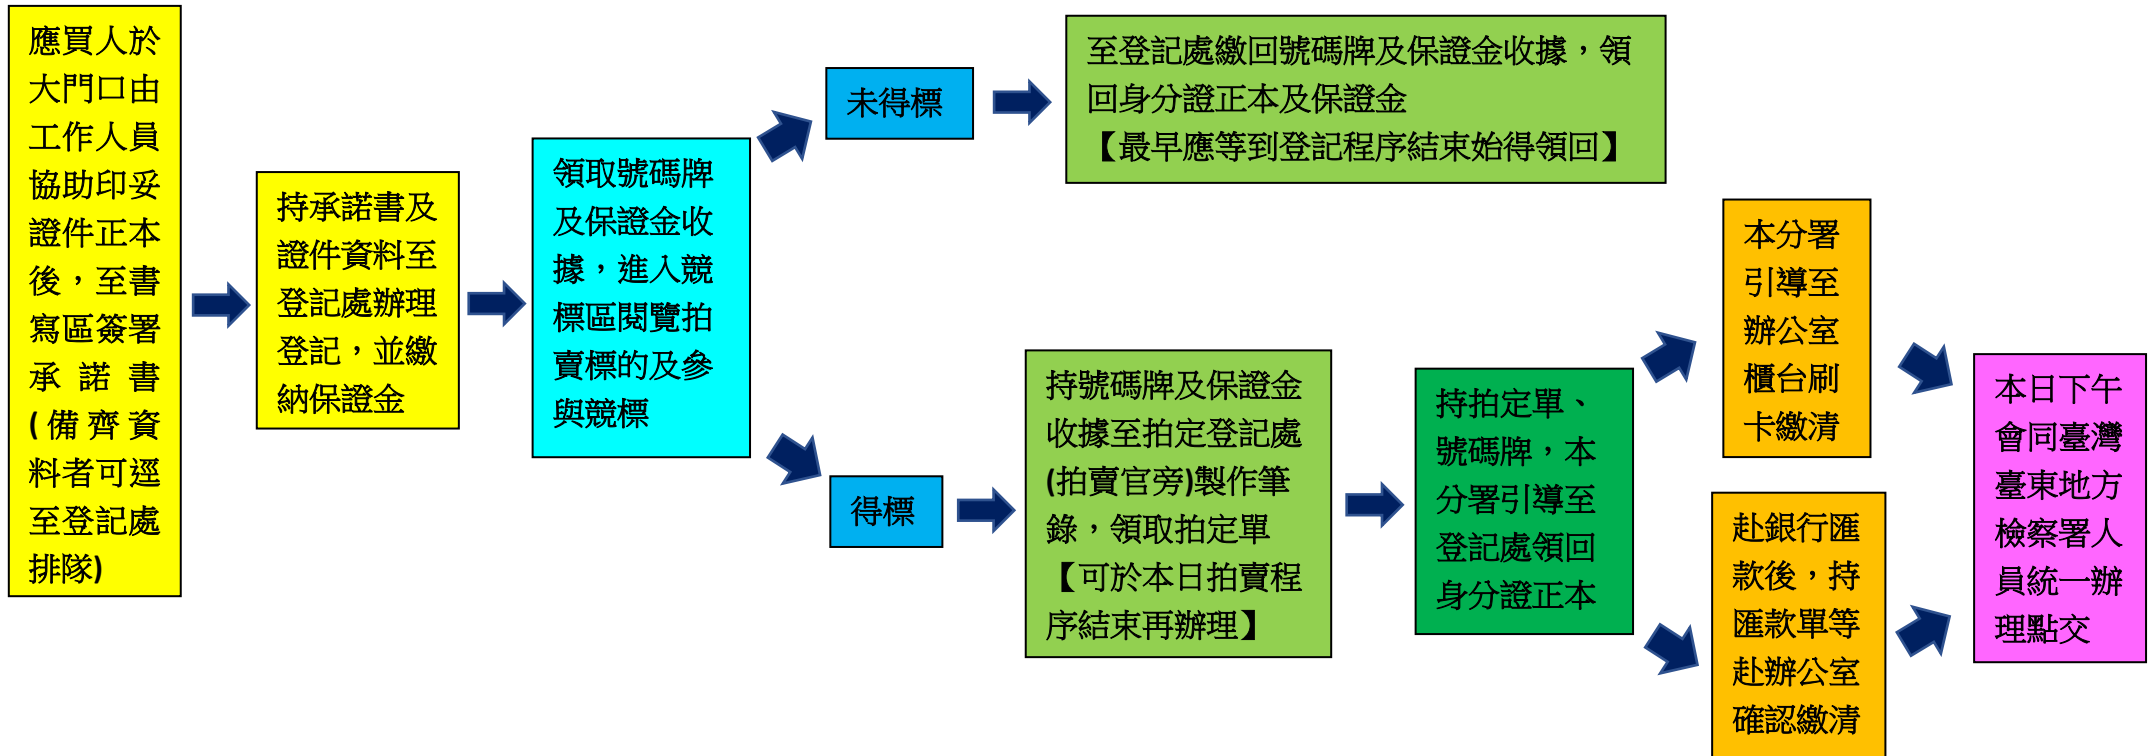 應買人於
大門口由
工作人員
協助印妥
證件正本
後，至書
寫區簽署
承諾書
(備齊資
料者可逕
至登記處
排隊)
持承諾書及
證件資料至
登記處辦理
登記，並繳
納保證金
領取號碼牌
及保證金收
據，進入競
標區閱覽拍
賣標的及參
與競標
未得標
至登記處繳回號碼牌及保證金收據，領
回身分證正本及保證金
【最早應等到登記程序結束始得領回】
得標
持號碼牌及保證金
收據至拍定登記處
(拍賣官旁)製作筆
錄，領取拍定單
【可於本日拍賣程
序結束再辦理】
持拍定單、
號碼牌，本
分署引導至
登記處領回
身分證正本
本分署
引導至
辦公室
櫃台刷
卡繳清
赴銀行匯
款後，持
匯款單等
赴辦公室
確認繳清
本日下午
會同臺灣
臺東地方
檢察署人
員統一辦
理點交